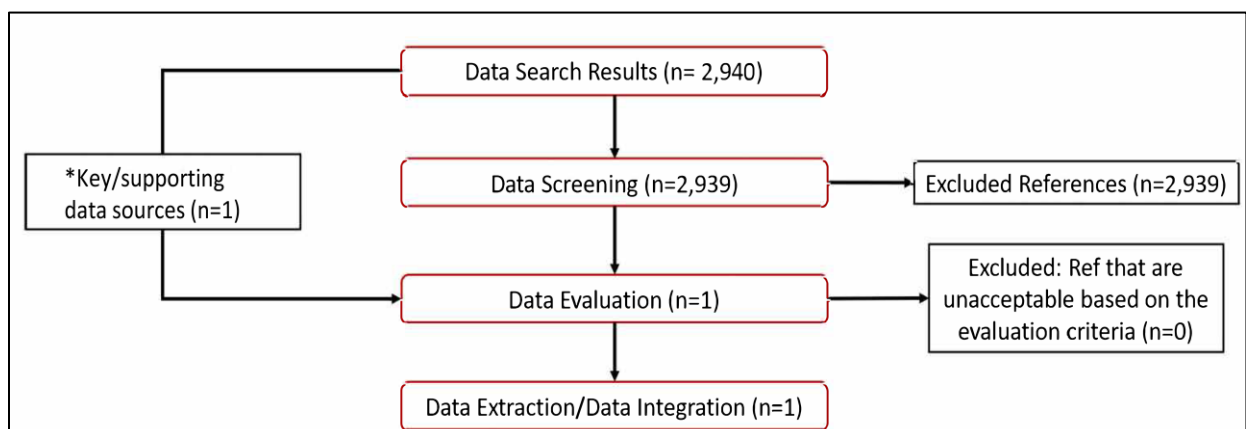 Data Search Results (n= 2,940)
*Key/supporting
data sources (n=1)
Data Screening (n=2,939)
Excluded References (n=2,939)
Data Evaluation (n=1)
Excluded: Ref that are
unacceptable based on the
evaluation criteria (n=0)
Data Extraction/Data Integration (n=1)